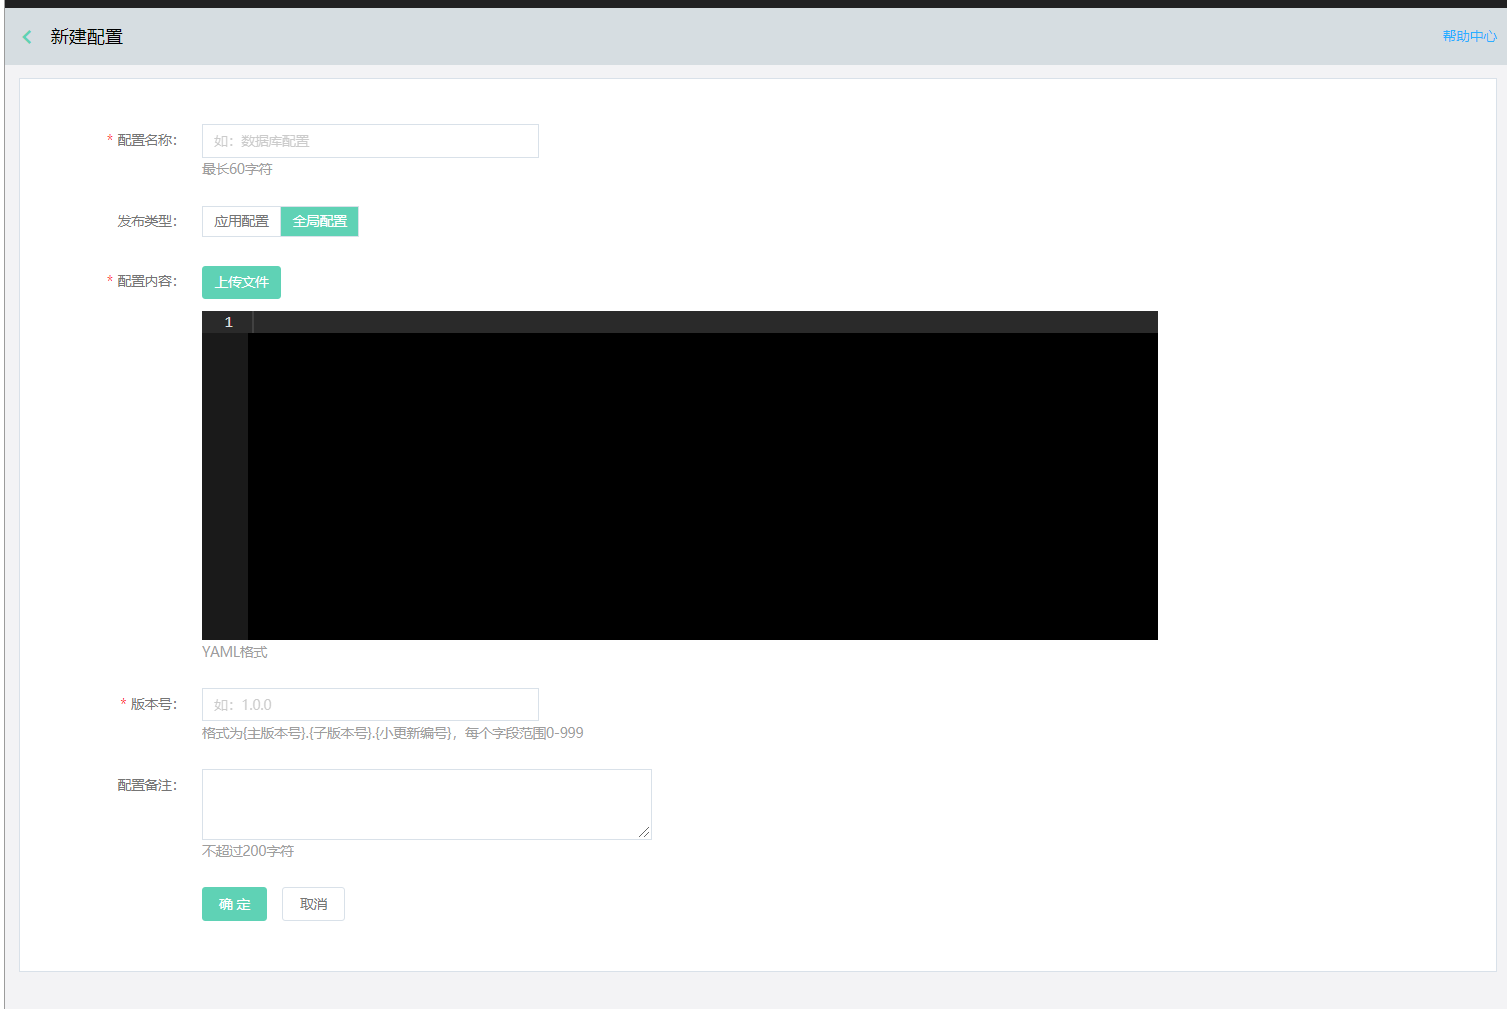 新建配置
帮助中心
* 配置名称：
如：数据库配置
最长60字符
发布类型：
应用配置 全局配置
* 配置内容：
上传文件
1
YAML格式
* 版本号：
如：1.0.0
格式为{主版本号}.{子版本号}.{小更新编号}，每个字段范围0-999
配置备注：
不超过200字符
确 定 取消